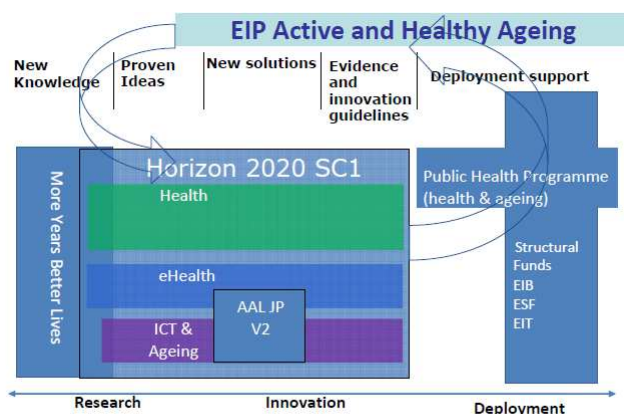 EIP Active and Healthy Ageing
New
Knowledge
Proven
Ideas
New solutions
Evidence
and
innovation
guidelines
Deployment support
More Years Better Lives
Horizon 2020 SC1
Health
eHealth
AAL JP
V2
ICT &
Ageing
Public Health Programme
(health & ageing)
Structural
Funds
EIB
ESF
EIT
Research
Innovation
Deployment